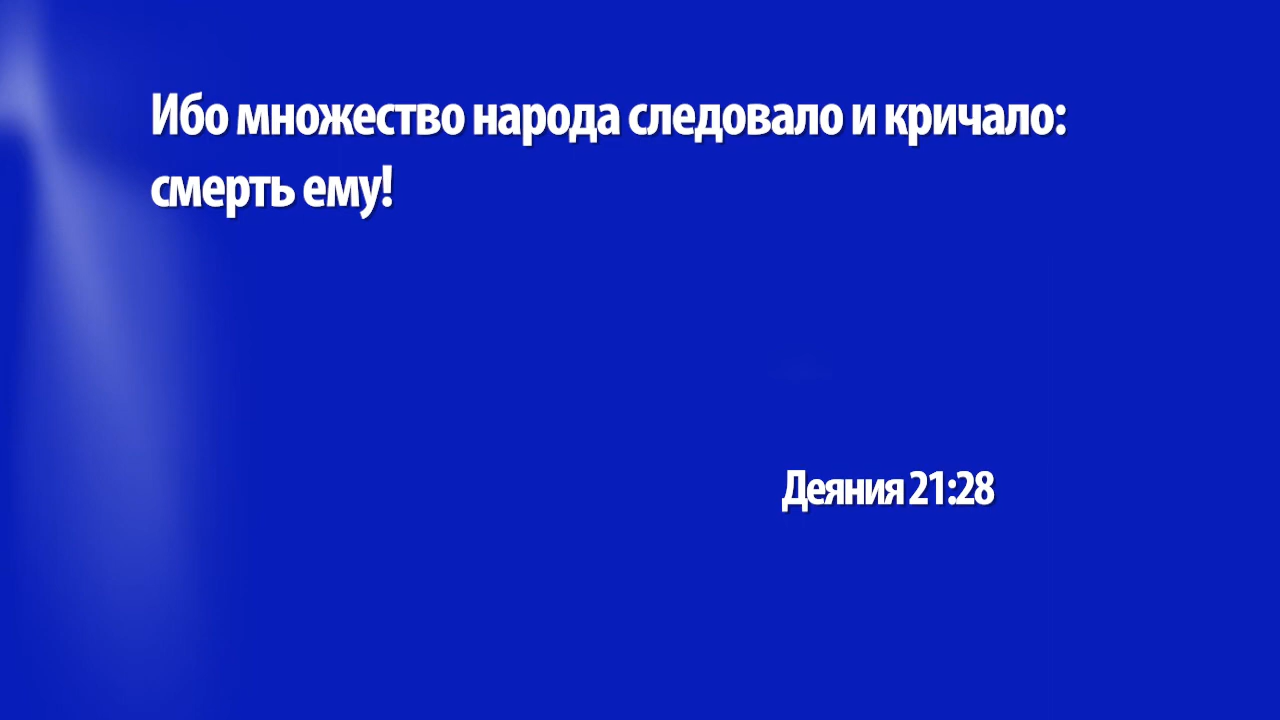 Ибо множество народа следовало и кричало:
смерть ему!
Деяния 21:28